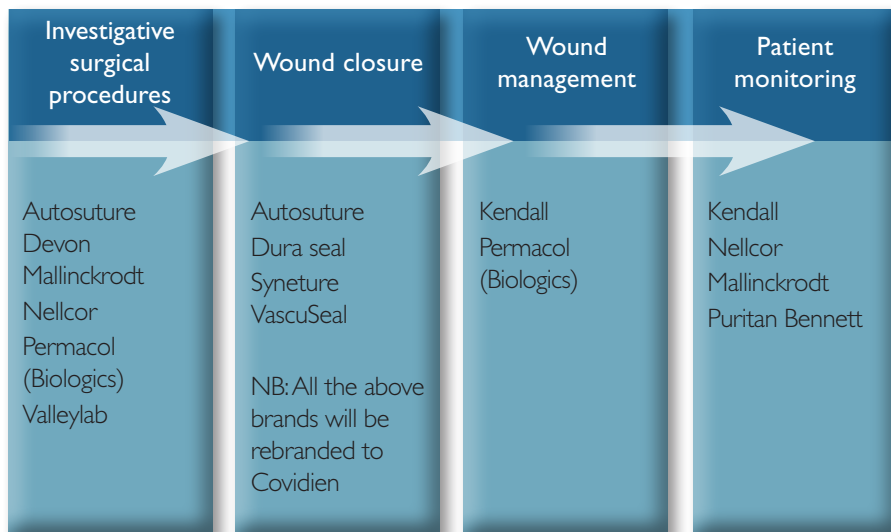 Investigative
surgical
procedures
Autosuture
Devon
Mallinckrodt
Nellcor
Permacol
(Biologics)
Valleylab
Wound closure
Autosuture
Dura seal
Syneture
VascuSeal
NB: All the above
brands will be
rebranded to
Covidien
Wound
management
Kendall
Permacol
(Biologics)
Patient
monitoring
Kendall
Nellcor
Mallinckrodt
Puritan Bennett